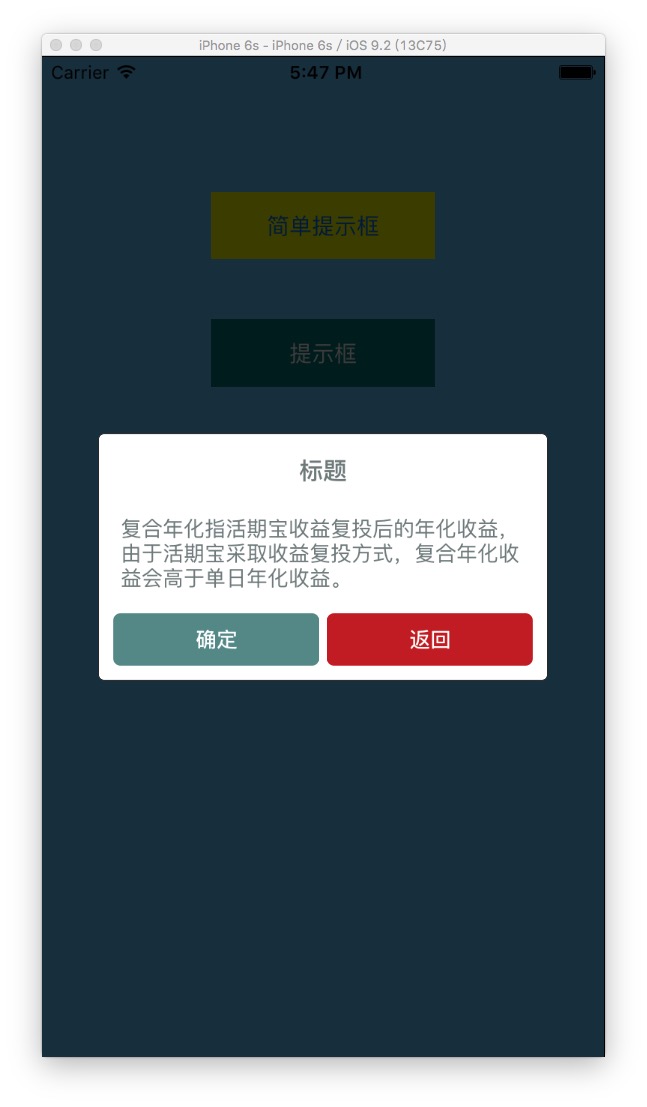 iPhone 6s - iPhone 6s / iOS 9.2 (13C75)
Carrier 5:47 PM
简单提示框
提示框
标题
复合年化指活期宝收益复投后的年化收益，
由于活期宝采取收益复投方式，复合年化收
益会高于单日年化收益。
确定 返回